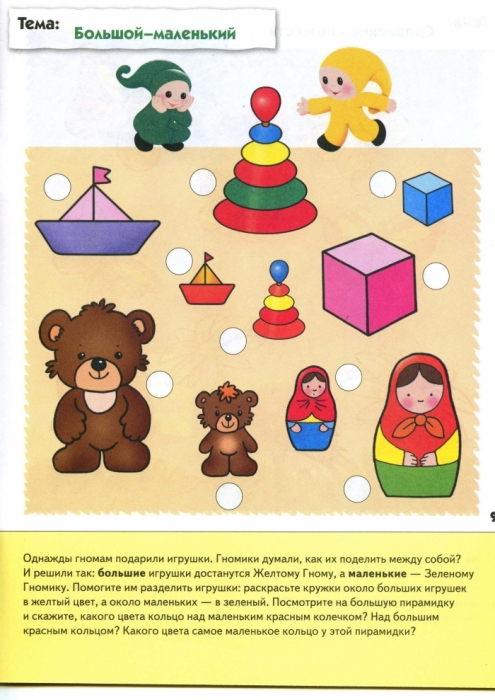 Тема:
Большой–маленький
Однажды гномам подарили игрушки. Гномики думали, как их поделить между собой?
И решили так: большие игрушки достанутся Желтому Гному, а маленькие — Зеленому
Гномику. Помогите им разделить игрушки: раскрасьте кружки около больших игрушек
в желтый цвет, а около маленьких — в зеленый. Посмотрите на большую пирамидку
и скажите, какого цвета кольцо над маленьким красным колечком? Над большим
красным кольцом? Какого цвета самое маленькое кольцо у этой пирамидки?